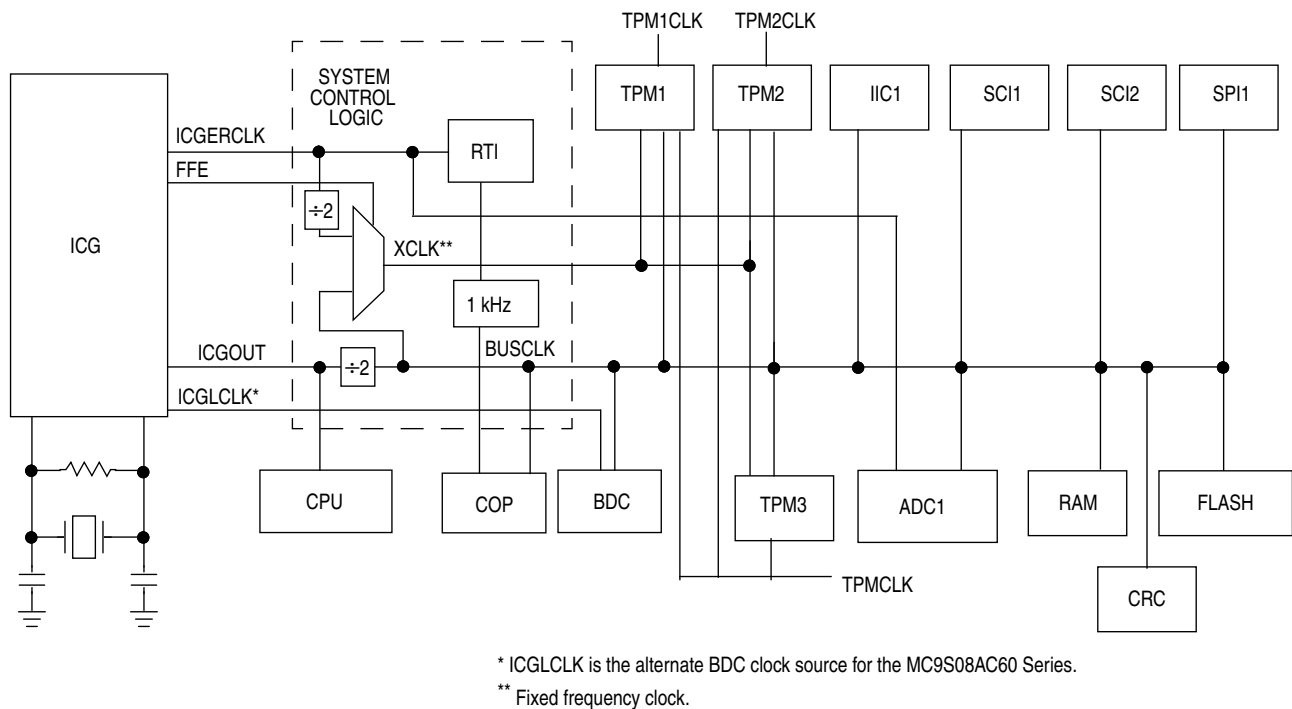 TPM1CLK
TPM2CLK
SYSTEM
CONTROL
LOGIC
TPM1
TPM2
IIC1
SCI1
SCI2
SPI1
ICGERCLK
RTI
FFE
÷2
ICG
XCLK**
1 kHz
ICGOUT
÷2
BUSCLK
ICGLCLK*
CPU
COP
BDC
TPM3
ADC1
RAM
FLASH
TPMCLK
CRC
* ICGLCLK is the alternate BDC clock source for the MC9S08AC60 Series.
** Fixed frequency clock.